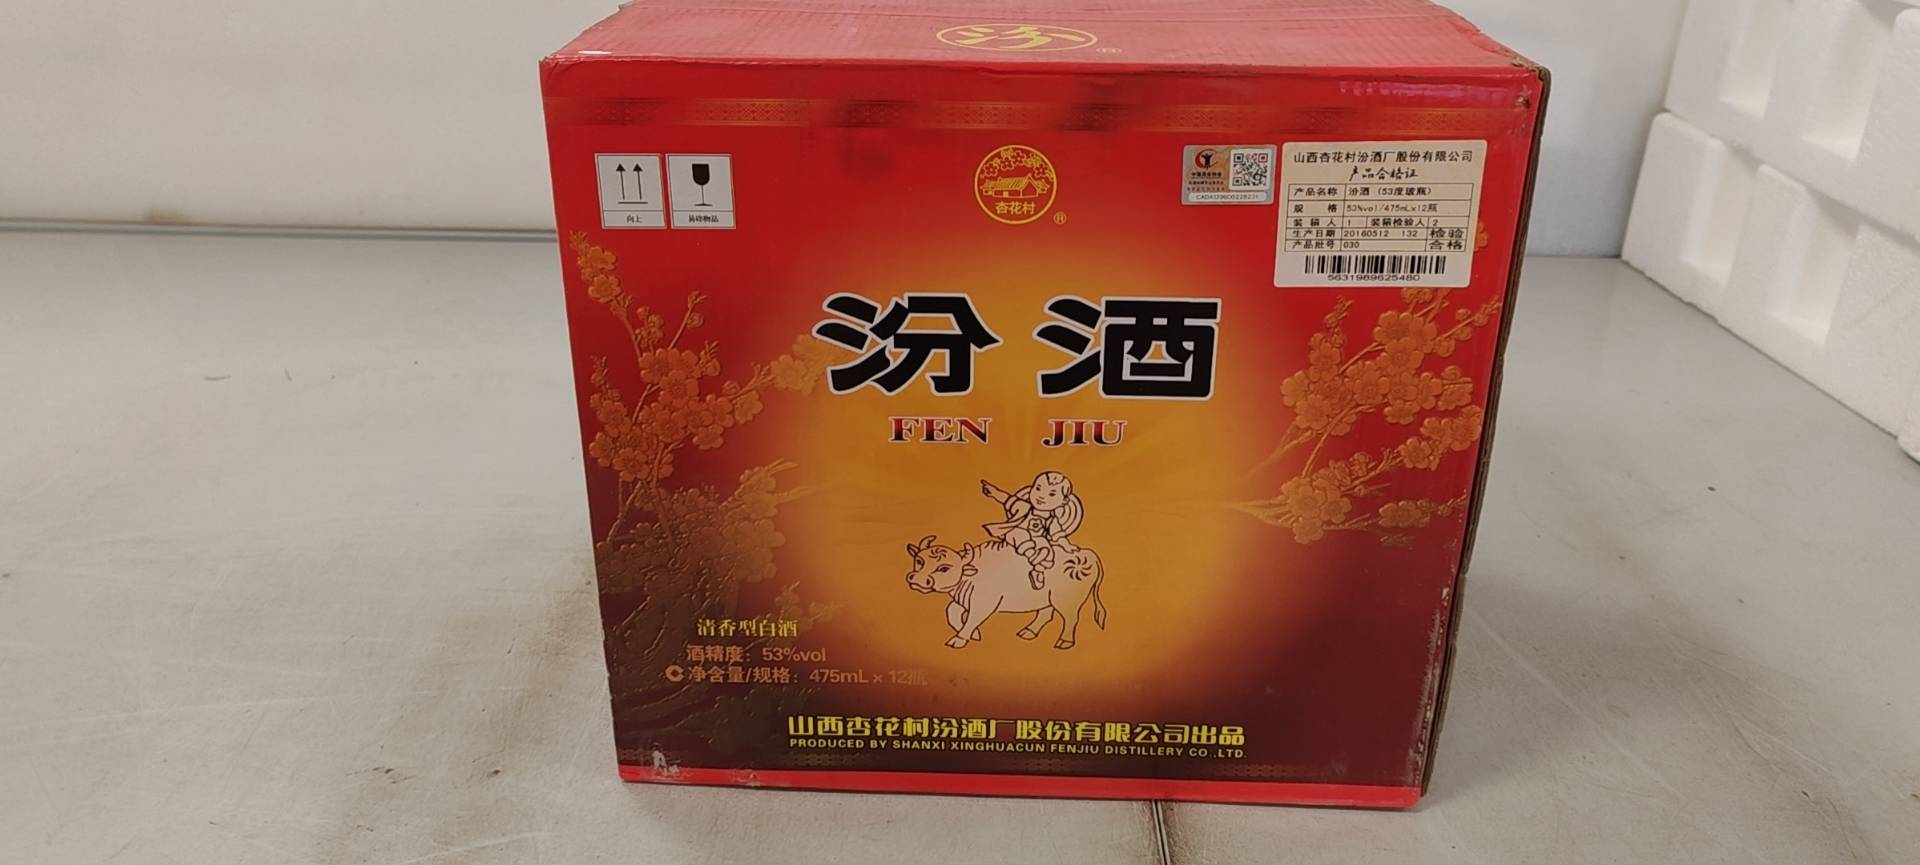 汾
®
向上
易碎物品
杏花村
®
山西杏花村汾酒厂股份有限公司
产品合格证
产品名称 汾酒（53度玻瓶）
规 格 53%vol/475mL×12瓶
装箱人 1 装箱检验人 2
生产日期 20160512 132 检验
产品批号 030 合格
5631989625480
汾酒
FEN JIU
清香型白酒
酒精度：53%vol
净含量/规格：475mL×12瓶
山西杏花村汾酒厂股份有限公司出品
PRODUCED BY SHANXI XINGHUACUN FENJIU DISTILLERY CO.,LTD.